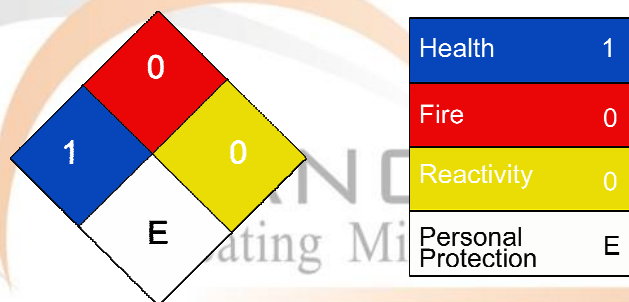 0
1
0
E
Health 1
Fire 0
Reactivity 0
Personal
Protection E